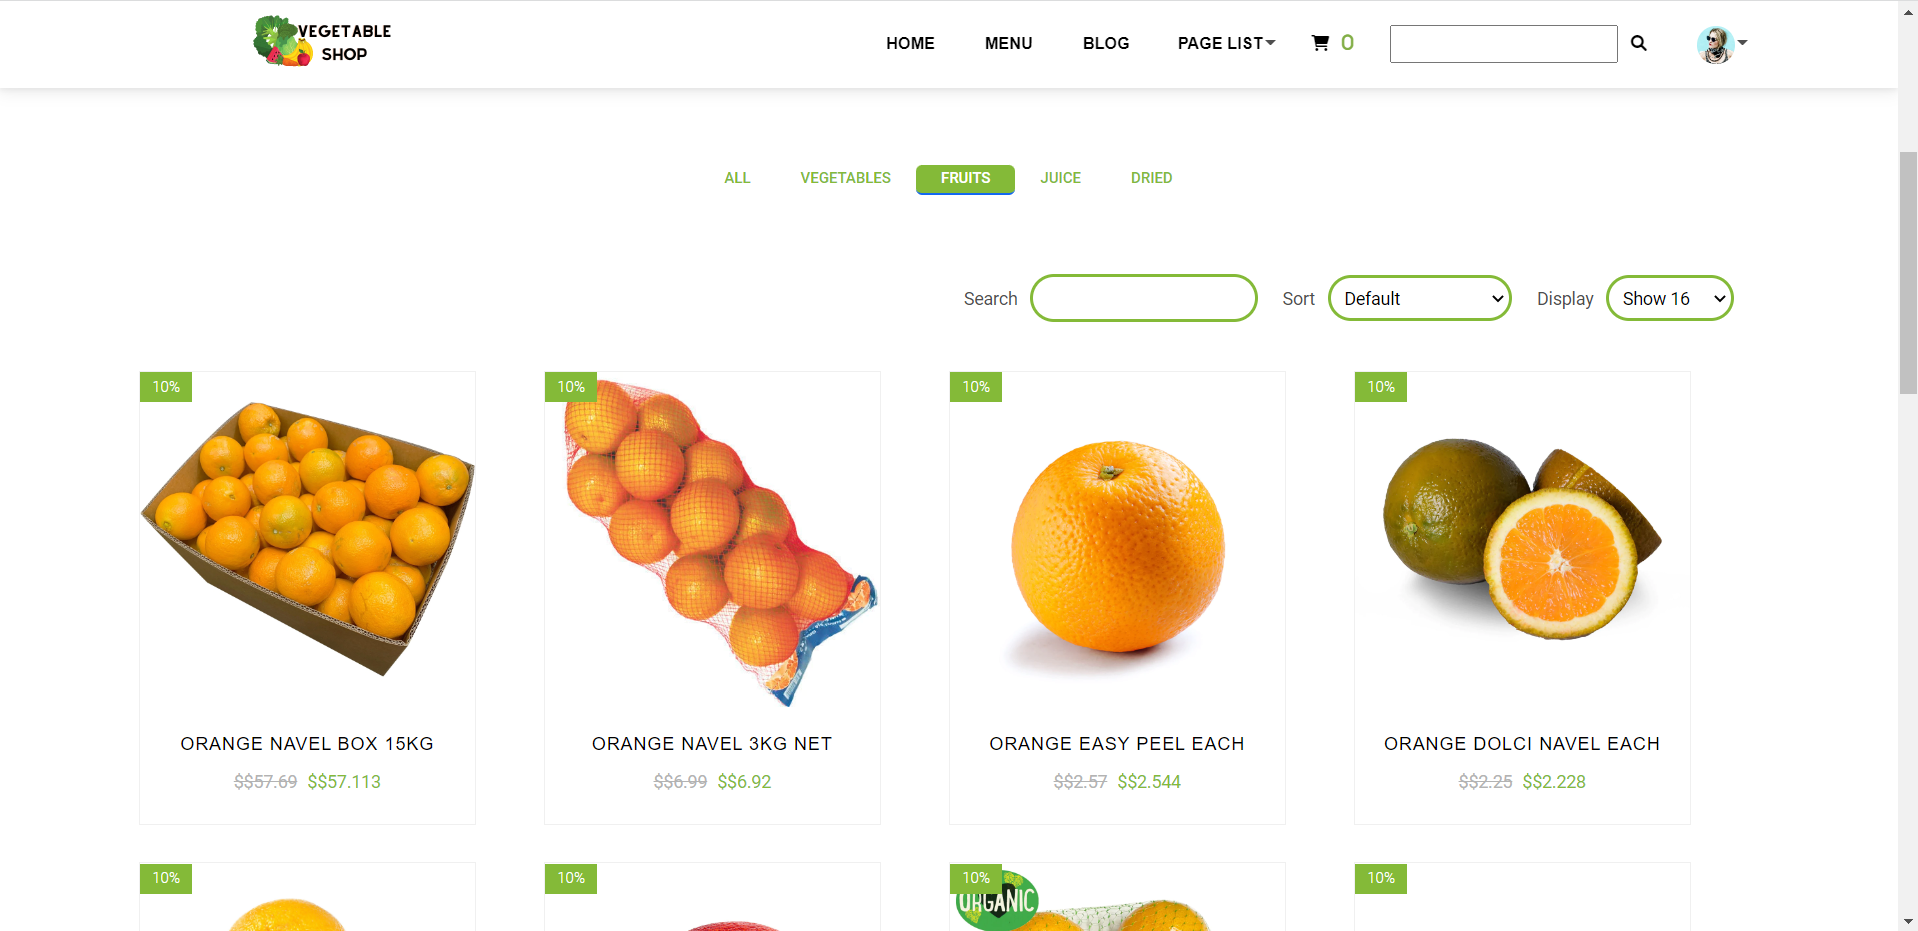 VEGETABLE
SHOP
HOME MENU BLOG PAGE LIST 0
ALL VEGETABLES FRUITS JUICE DRIED
Search Sort Default Display Show 16
10% 10% 10% 10%
ORANGE NAVEL BOX 15KG ORANGE NAVEL 3KG NET ORANGE EASY PEEL EACH ORANGE DOLCI NAVEL EACH
$$57.69 $$57.113 $$6.99 $$6.92 $$2.57 $$2.544 $$2.25 $$2.228
10% 10% 10% 10%
ORGANIC